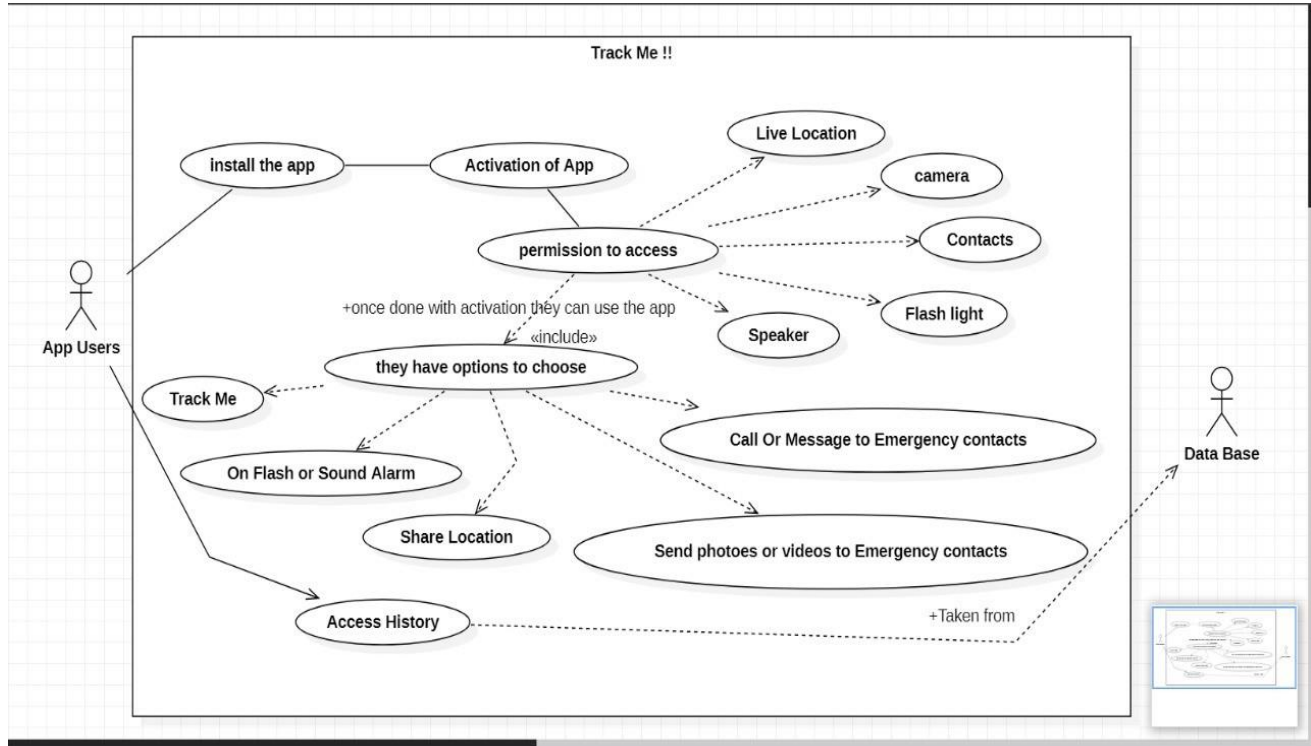 Track Me !!
Live Location
install the app
Activation of App
camera
Contacts
permission to access
+once done with activation they can use the app
Flash light
«include»
Speaker
App Users
they have options to choose
Track Me
Call Or Message to Emergency contacts
Data Base
On Flash or Sound Alarm
Share Location
Send photoes or videos to Emergency contacts
+Taken from
Access History